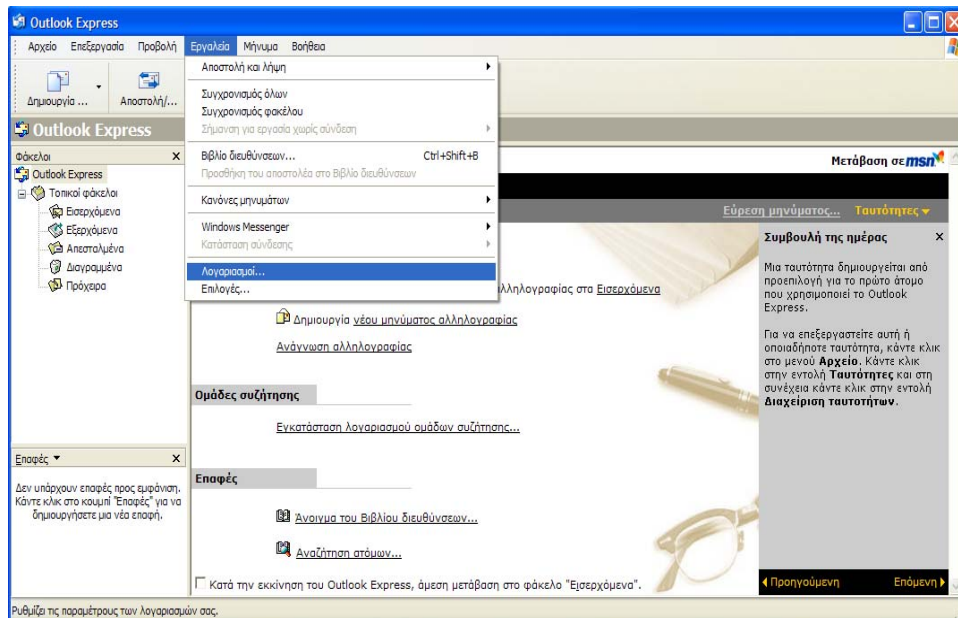 Outlook Express
Αρχείο Επεξεργασία Προβολή Εργαλεία Μήνυμα Βοήθεια
Δημιουργία ... Αποστολή/...
Αποστολή και λήψη
Συγχρονισμός όλων
Συγχρονισμός φακέλου
Σήμανση για εργασία χωρίς σύνδεση
Βιβλίο διευθύνσεων... Ctrl+Shift+B
Προσθήκη του αποστολέα στο Βιβλίο διευθύνσεων
Κανόνες μηνυμάτων
Windows Messenger
Κατάσταση σύνδεσης
Λογαριασμοί...
Επιλογές...
Outlook Express
Φάκελοι X
Outlook Express
Τοπικοί φάκελοι
Εισερχόμενα
Εξερχόμενα
Απεσταλμένα
Διαγραμμένα
Πρόχειρα
Επαφές X
Δεν υπάρχουν επαφές προς εμφάνιση.
Κάντε κλικ στο κουμπί "Επαφές" για να
δημιουργήσετε μια νέα επαφή.
Μετάβαση σε msn
Εύρεση μηνύματος... Ταυτότητες
λληλογραφίας στα Εισερχόμενα
Δημιουργία νέου μηνύματος αλληλογραφίας
Ανάγνωση αλληλογραφίας
Ομάδες συζήτησης
Εγκατάσταση λογαριασμού ομάδων συζήτησης...
Επαφές
Άνοιγμα του Βιβλίου διευθύνσεων...
Αναζήτηση ατόμων...
Κατά την εκκίνηση του Outlook Express, άμεση μετάβαση στο φάκελο "Εισερχόμενα".
Συμβουλή της ημέρας X
Μια ταυτότητα δημιουργείται από
προεπιλογή για το πρώτο άτομο
που χρησιμοποιεί το Outlook
Express.
Για να επεξεργαστείτε αυτή ή
οποιαδήποτε ταυτότητα, κάντε κλικ
στο μενού Αρχείο. Κάντε κλικ
στην εντολή Ταυτότητες και στη
συνέχεια κάντε κλικ στην εντολή
Διαχείριση ταυτοτήτων.
Προηγούμενη Επόμενη
Ρυθμίζει τις παραμέτρους των λογαριασμών σας.